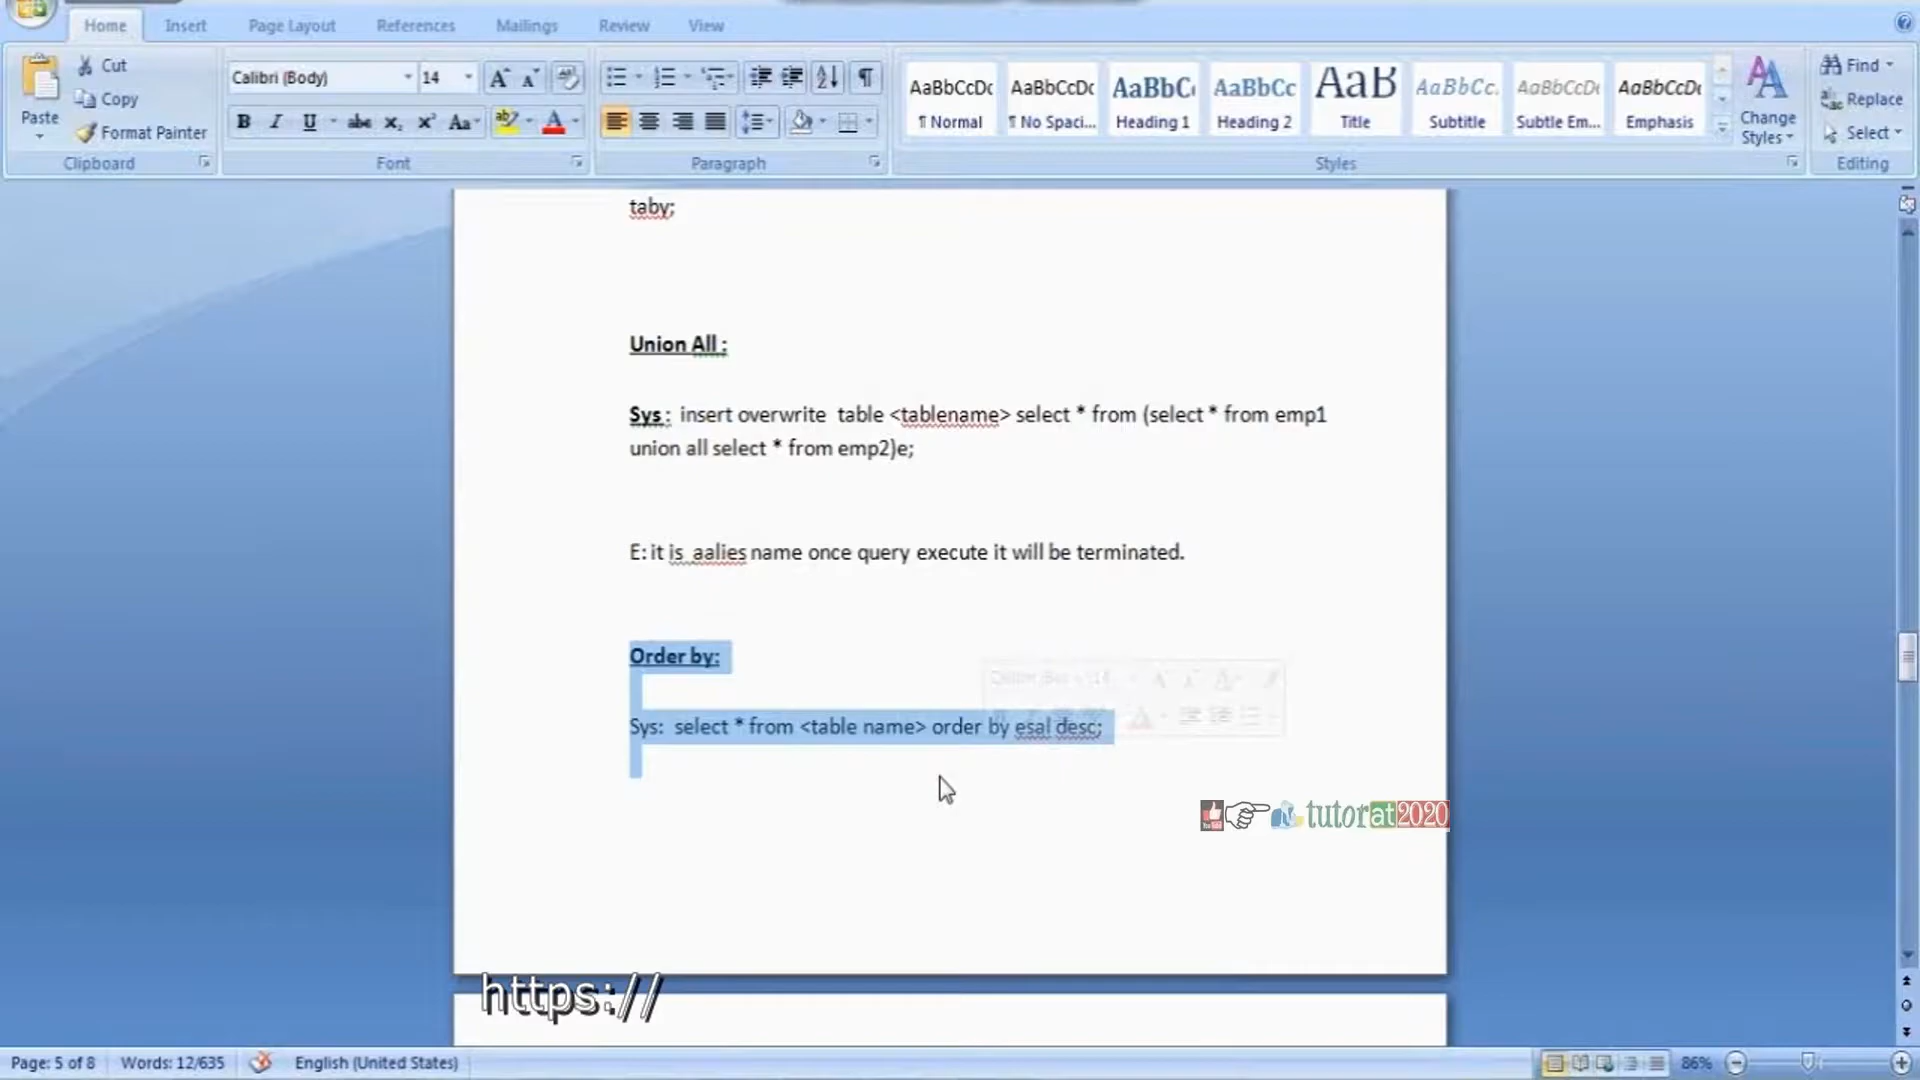 Home Insert Page Layout References Mailings Review View
Paste
Cut
Copy
Format Painter
Clipboard
Calibri (Body) 14
B I U abc x₂ x² Aa
Font
Paragraph
AaBbCcDc AaBbCcDc AaBbC AaBbCc AaB AaBbCc. AaBbCcDc AaBbCcDc
¶ Normal ¶ No Spaci... Heading 1 Heading 2 Title Subtitle Subtle Em... Emphasis
Change Styles
Styles
Find
Replace
Select
Editing
taby;
Union All :
Sys : insert overwrite table <tablename> select * from (select * from emp1
union all select * from emp2)e;
E: it is aalies name once query execute it will be terminated.
Order by:
Sys: select * from <table name> order by esal desc;
tutorat2020
https://
Page: 5 of 8 Words: 12/635 English (United States) 86%